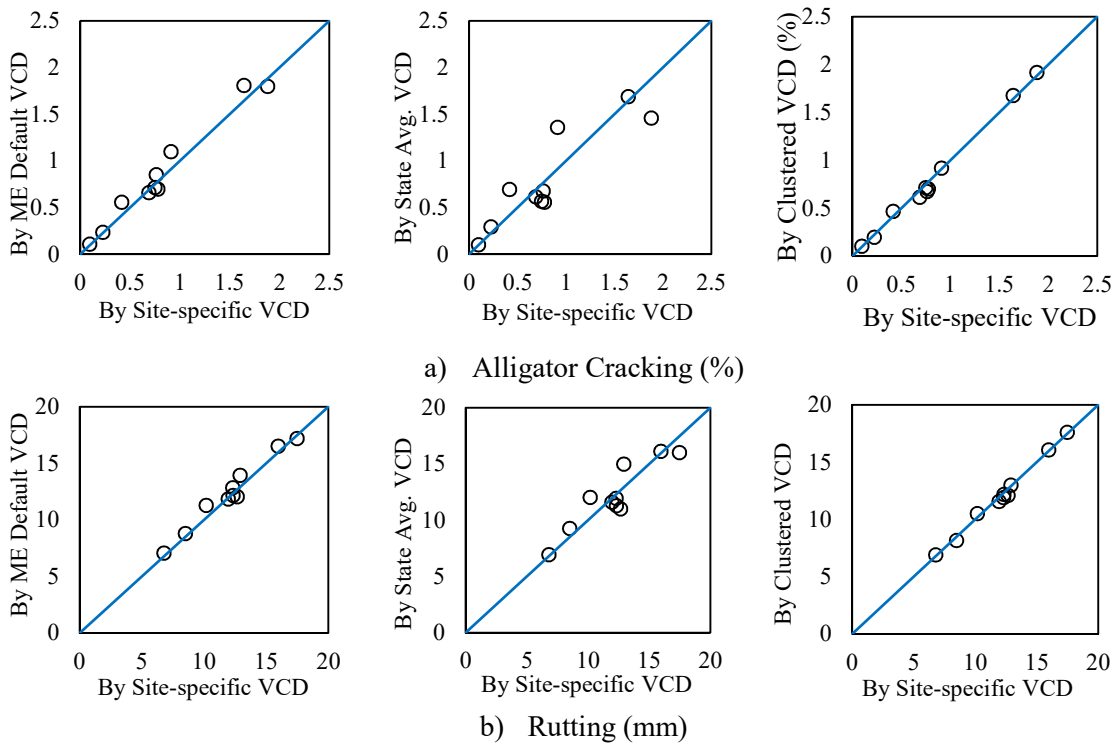 By ME Default VCD
2.5
2
1.5
1
0.5
0
0 0.5 1 1.5 2 2.5
By Site-specific VCD
By State Avg. VCD
2.5
2
1.5
1
0.5
0
0 0.5 1 1.5 2 2.5
By Site-specific VCD
By Clustered VCD (%)
2.5
2
1.5
1
0.5
0
0 0.5 1 1.5 2 2.5
By Site-specific VCD
a) Alligator Cracking (%)
By ME Default VCD
20
15
10
5
0
0 5 10 15 20
By Site-specific VCD
By State Avg. VCD
20
15
10
5
0
0 5 10 15 20
By Site-specific VCD
By Clustered VCD
20
15
10
5
0
0 5 10 15 20
By Site-specific VCD
b) Rutting (mm)